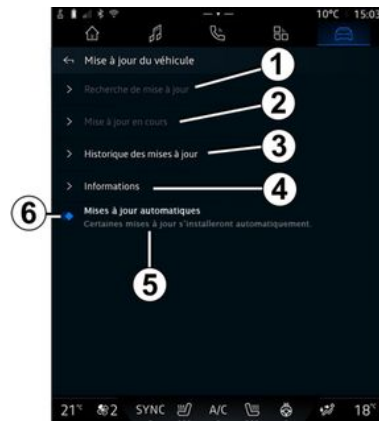 10°C 15:03
Mise à jour du véhicule
1
Recherche de mise à jour
2
Mise à jour en cours
3
Historique des mises à jour
Informations
4
6
Mises à jour automatiques
Certaines mises à jour s'installeront automatiquement.
5
21° 2 SYNC A/C 18°